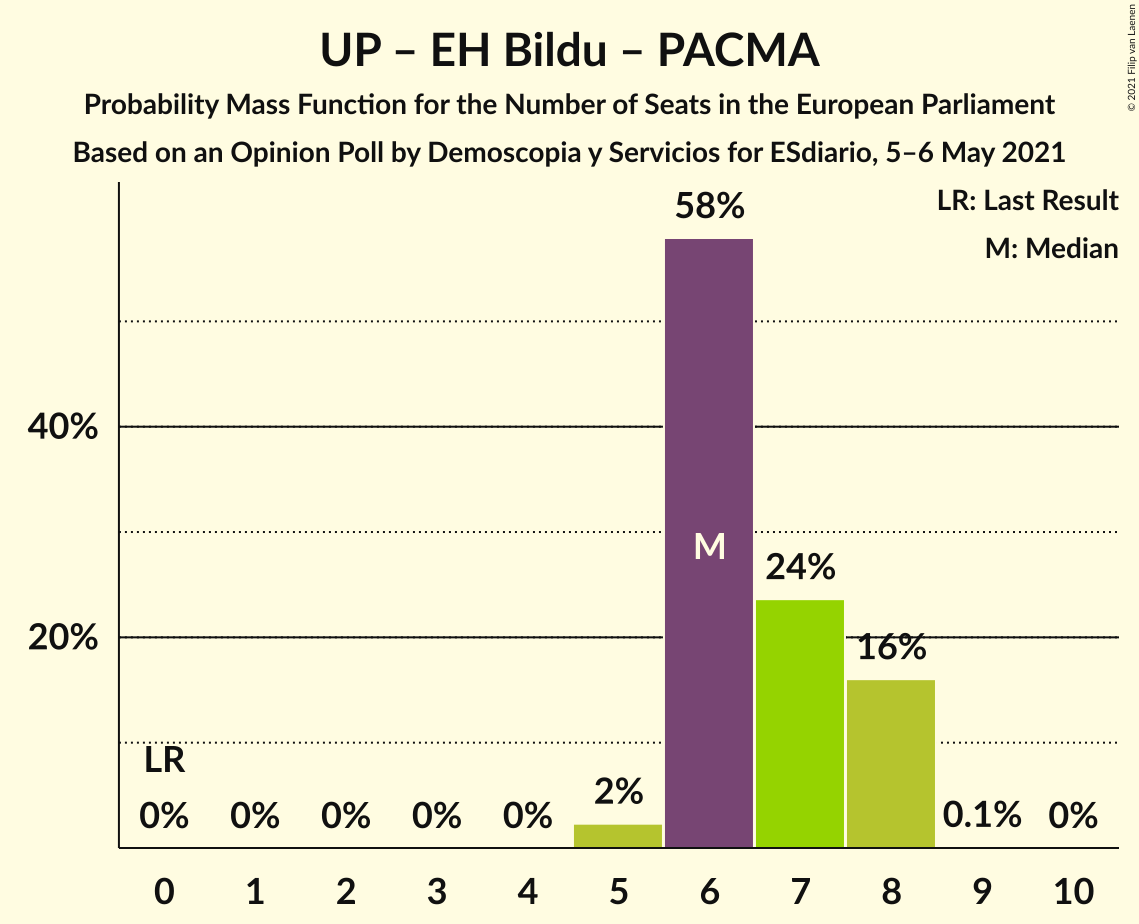 UP – EH Bildu – PACMA
Probability Mass Function for the Number of Seats in the European Parliament
Based on an Opinion Poll by Demoscopia y Servicios for ESdiario, 5–6 May 2021
© 2021 Filip van Laenen
LR: Last Result
M: Median
58%
40%
M
24%
20%
16%
LR
2%
0% 0% 0% 0% 0% 0.1% 0%
0 1 2 3 4 5 6 7 8 9 10